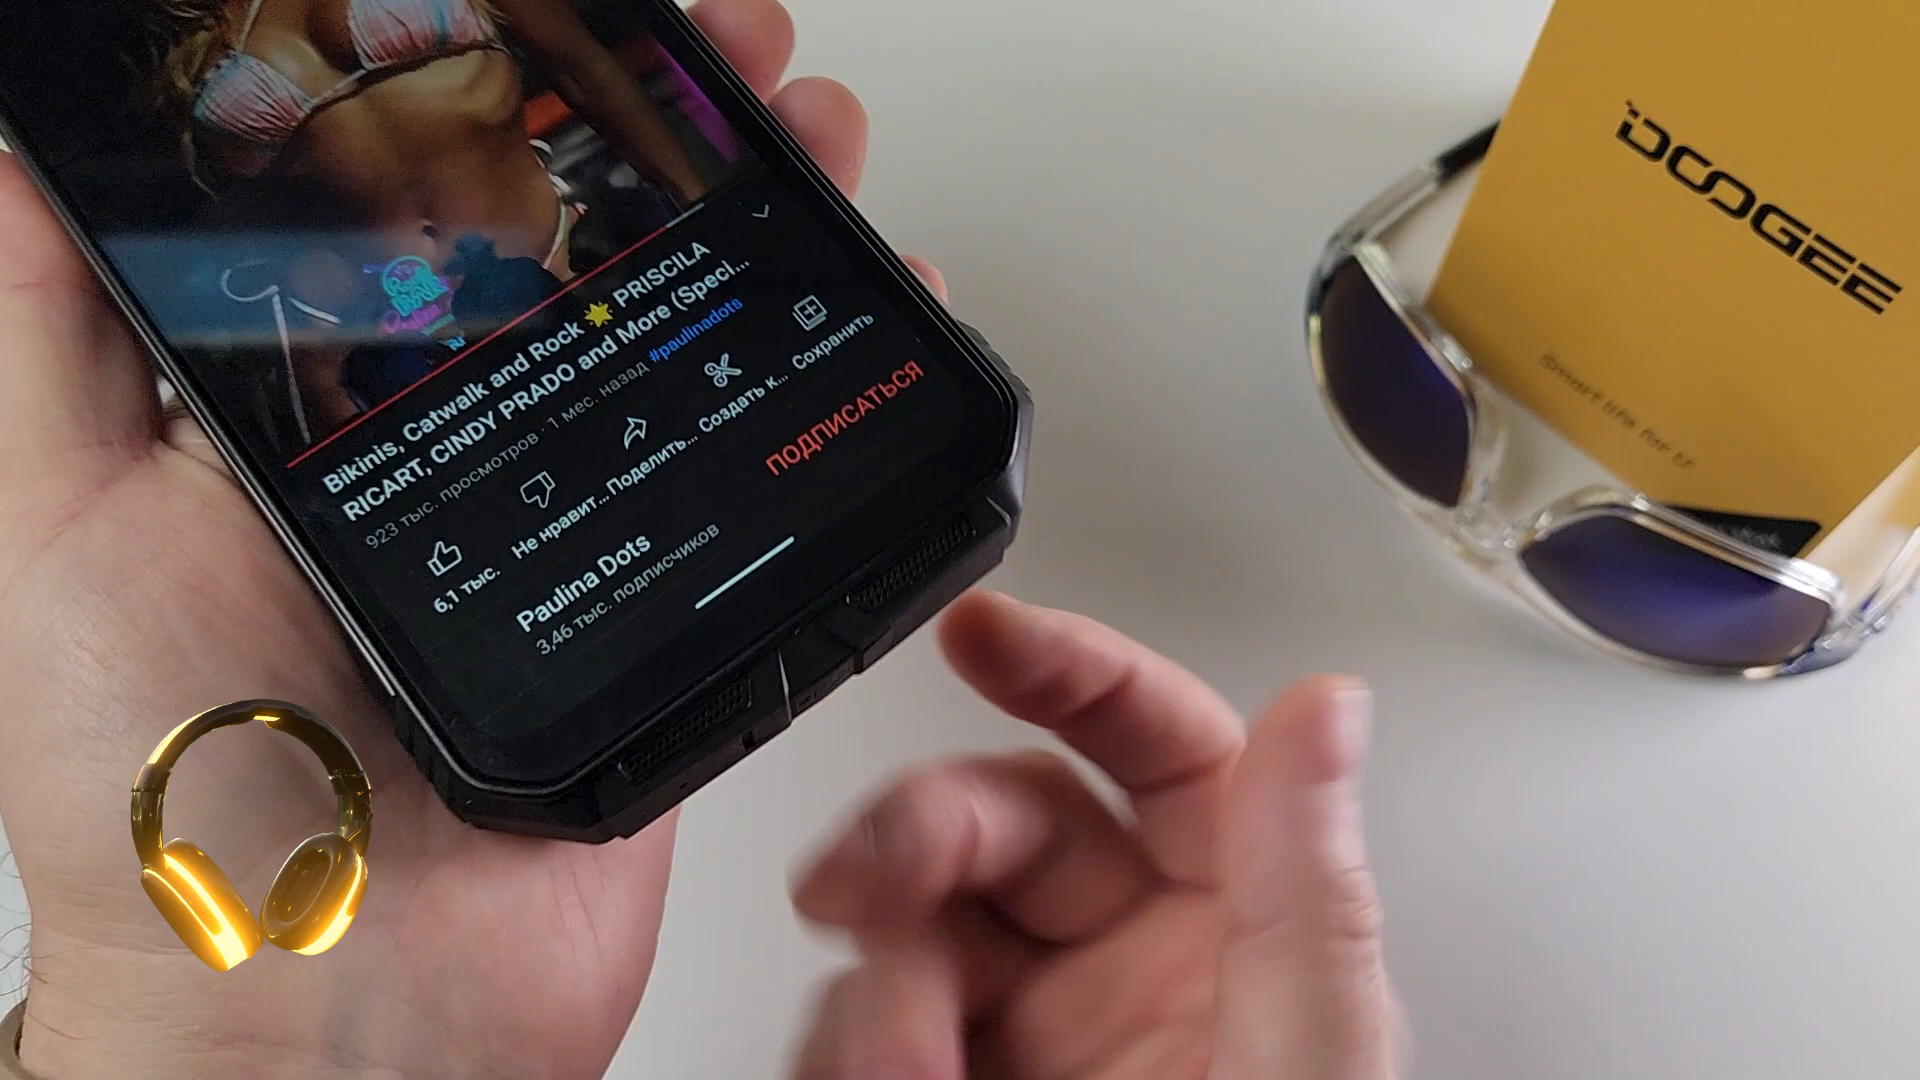 Bikinis, Catwalk and Rock 🌟 PRISCILA
RICART, CINDY PRADO and More (Speci...
923 тыс. просмотров · 1 мес. назад #paulinadots
6,1 тыс.
Не нравит...
Поделить...
Создать к...
Сохранить
Paulina Dots
3,46 тыс. подписчиков
ПОДПИСАТЬСЯ
DOOGEE
Smart life for U